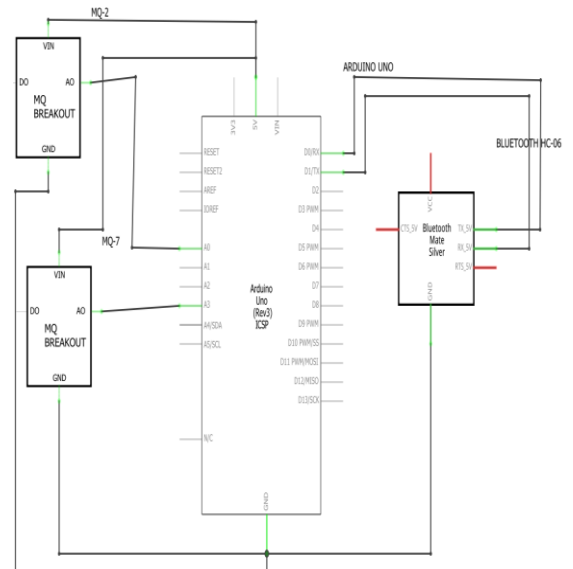 MQ-2
VIN
DO
AO
MQ
BREAKOUT
GND
MQ-7
VIN
DO
AO
MQ
BREAKOUT
GND
ARDUINO UNO
3V3
5V
VIN
RESET
RESET2
AREF
IOREF
A0
A1
A2
A3
A4/SDA
A5/SCL
N/C
D0/RX
D1/TX
D2
D3 PWM
D4
D5 PWM
D6 PWM
D7
D8
D9 PWM
D10 PWM/SS
D11 PWM/MOSI
D12/MISO
D13/SCK
Arduino
Uno
(Rev3)
ICSP
GND
BLUETOOTH HC-06
VCC
CTS_5V
Bluetooth
Mate
Silver
TX_5V
RX_5V
RTS_5V
GND